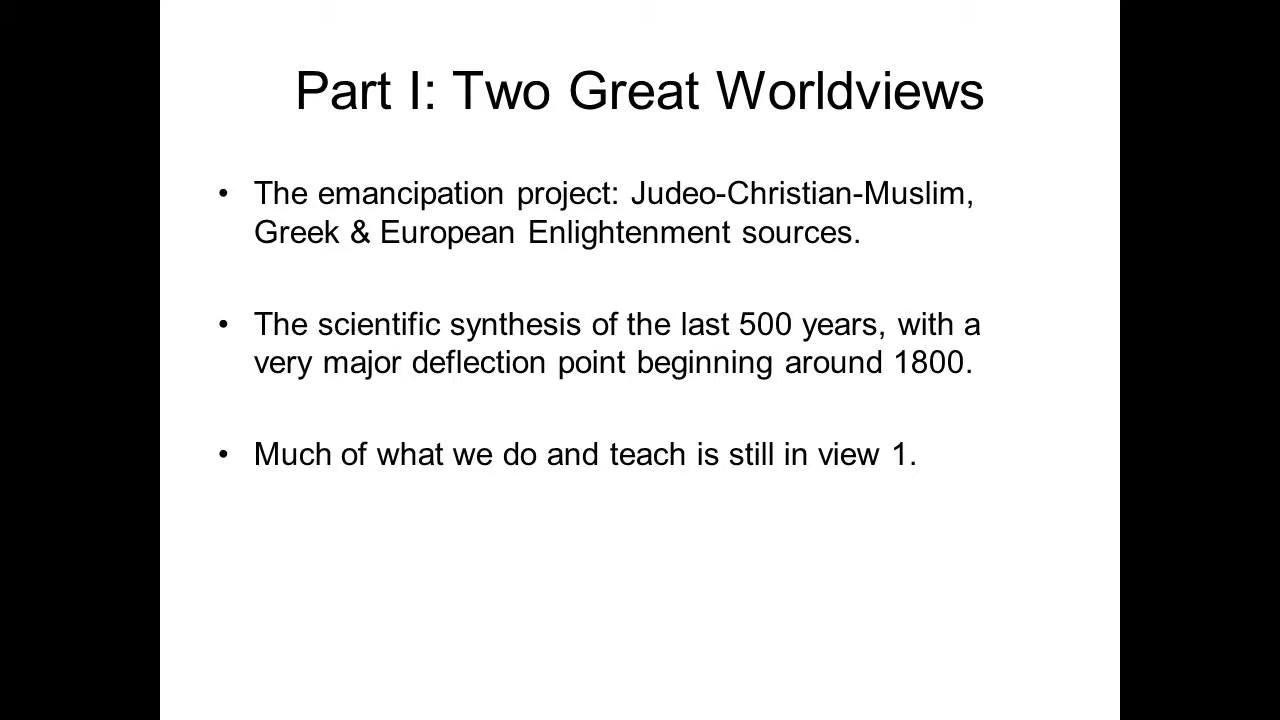 Part I: Two Great Worldviews
• The emancipation project: Judeo-Christian-Muslim,
Greek & European Enlightenment sources.
• The scientific synthesis of the last 500 years, with a
very major deflection point beginning around 1800.
• Much of what we do and teach is still in view 1.